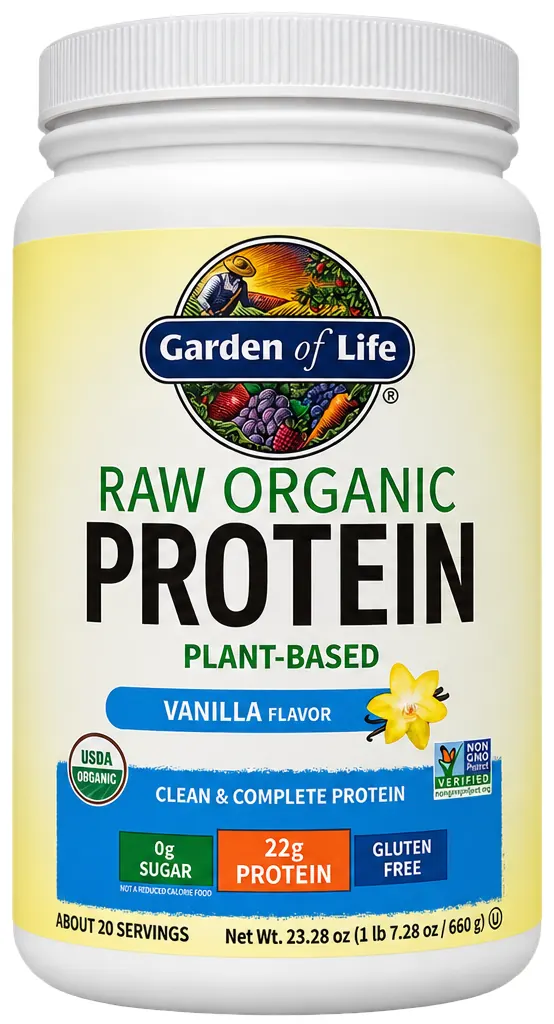 Garden of Life
®
RAW ORGANIC
PROTEIN
PLANT-BASED
VANILLA FLAVOR
USDA
ORGANIC
NON
GMO
Project
VERIFIED
nongmoproject.org
CLEAN & COMPLETE PROTEIN
0g
SUGAR
NOT A REDUCED CALORIE FOOD
22g
PROTEIN
GLUTEN
FREE
ABOUT 20 SERVINGS
Net Wt. 23.28 oz (1 lb 7.28 oz / 660 g) U